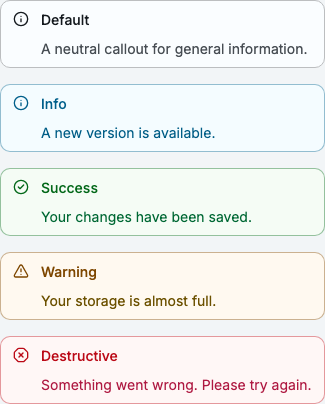 Default
A neutral callout for general information.
Info
A new version is available.
Success
Your changes have been saved.
Warning
Your storage is almost full.
Destructive
Something went wrong. Please try again.